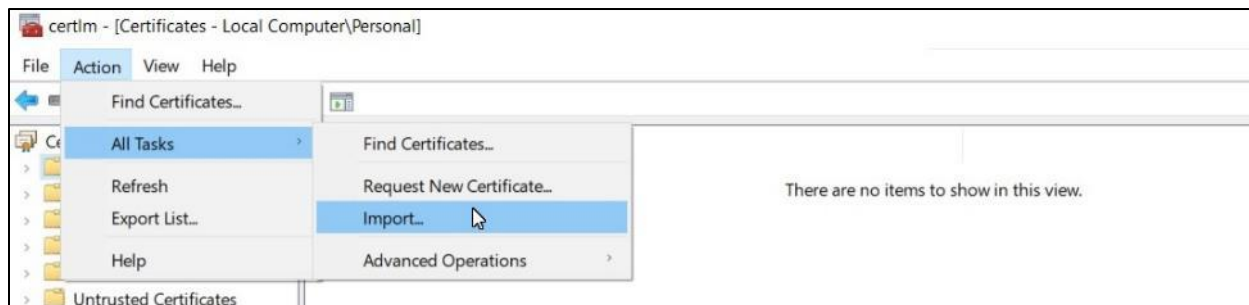 certlm - [Certificates - Local Computer\Personal]
File Action View Help
Find Certificates...
All Tasks
Find Certificates...
Refresh
Request New Certificate...
There are no items to show in this view.
Export List...
Import...
Help
Advanced Operations
Untrusted Certificates